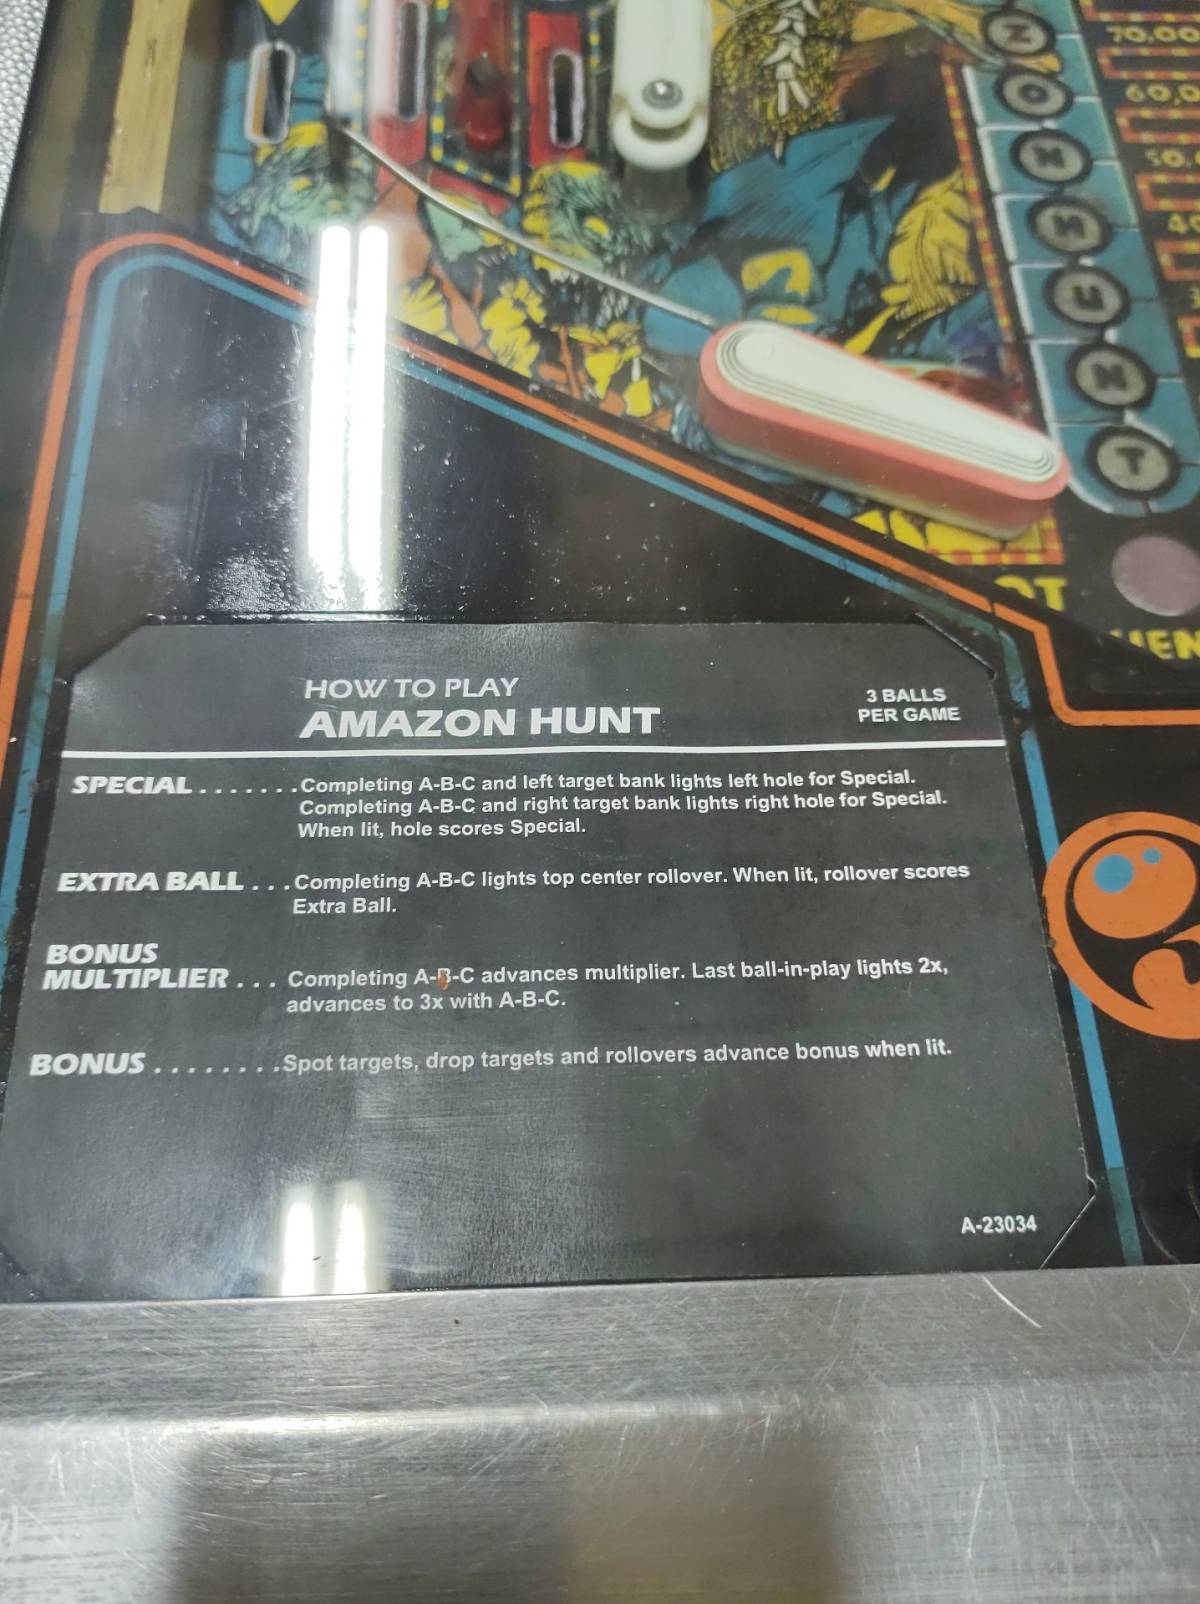 70,00
60,0
50,
40
Z
O
N
H
U
N
T
OT
HOW TO PLAY
AMAZON HUNT
3 BALLS
PER GAME
SPECIAL.......Completing A-B-C and left target bank lights left hole for Special.
Completing A-B-C and right target bank lights right hole for Special.
When lit, hole scores Special.
EXTRA BALL...Completing A-B-C lights top center rollover. When lit, rollover scores
Extra Ball.
BONUS
MULTIPLIER... Completing A-B-C advances multiplier. Last ball-in-play lights 2x,
advances to 3x with A-B-C.
BONUS........Spot targets, drop targets and rollovers advance bonus when lit.
A-23034